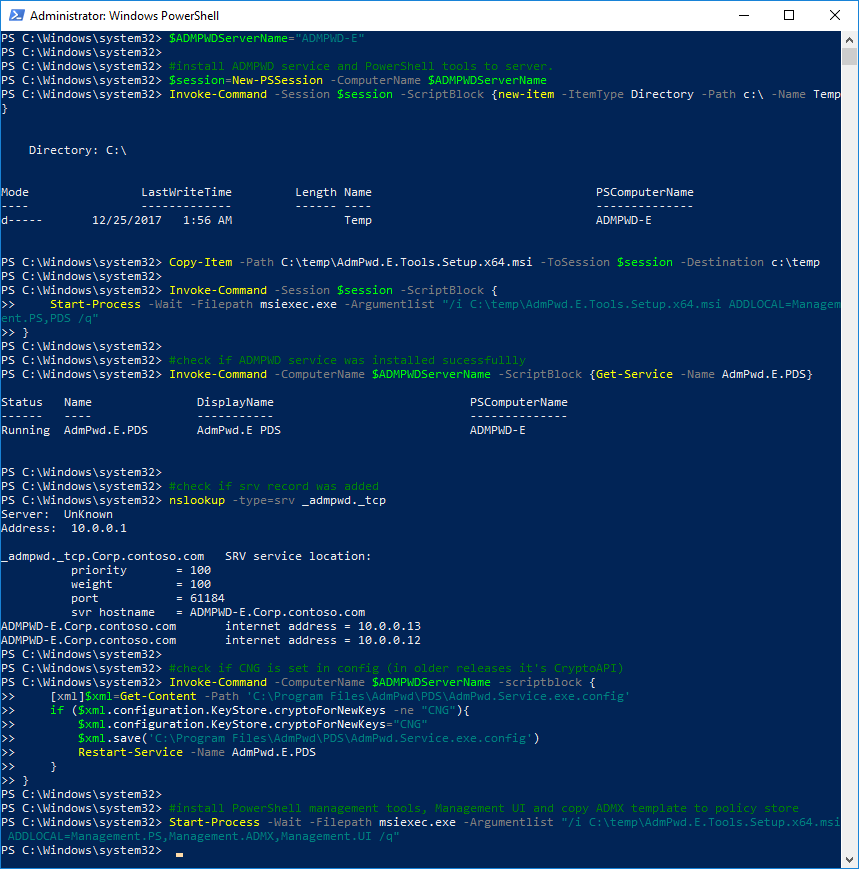 Administrator: Windows PowerShell
PS C:\Windows\system32> $ADMPWDServerName="ADMPWD-E"
PS C:\Windows\system32>
PS C:\Windows\system32> #install ADMPWD service and PowerShell tools to server.
PS C:\Windows\system32> $session=New-PSSession -ComputerName $ADMPWDServerName
PS C:\Windows\system32> Invoke-Command -Session $session -ScriptBlock {new-item -ItemType Directory -Path c:\ -Name Temp
}
    Directory: C:\
Mode                LastWriteTime         Length Name                                PSComputerName
----                -------------         ------ ----                                --------------
d-----       12/25/2017   1:56 AM                Temp                                ADMPWD-E
PS C:\Windows\system32> Copy-Item -Path C:\temp\AdmPwd.E.Tools.Setup.x64.msi -ToSession $session -Destination c:\temp
PS C:\Windows\system32>
PS C:\Windows\system32> Invoke-Command -Session $session -ScriptBlock {
>>     Start-Process -Wait -Filepath msiexec.exe -Argumentlist "/i C:\temp\AdmPwd.E.Tools.Setup.x64.msi ADDLOCAL=Managem
ent.PS,PDS /q"
>> }
PS C:\Windows\system32>
PS C:\Windows\system32> #check if ADMPWD service was installed sucessfullly
PS C:\Windows\system32> Invoke-Command -ComputerName $ADMPWDServerName -ScriptBlock {Get-Service -Name AdmPwd.E.PDS}
Status   Name               DisplayName                            PSComputerName
------   ----               -----------                            --------------
Running  AdmPwd.E.PDS       AdmPwd.E PDS                           ADMPWD-E
PS C:\Windows\system32>
PS C:\Windows\system32> #check if srv record was added
PS C:\Windows\system32> nslookup -type=srv _admpwd._tcp
Server:  UnKnown
Address:  10.0.0.1
_admpwd._tcp.Corp.contoso.com   SRV service location:
          priority       = 100
          weight         = 100
          port           = 61184
          svr hostname   = ADMPWD-E.Corp.contoso.com
ADMPWD-E.Corp.contoso.com       internet address = 10.0.0.13
ADMPWD-E.Corp.contoso.com       internet address = 10.0.0.12
PS C:\Windows\system32>
PS C:\Windows\system32> #check if CNG is set in config (in older releases it's CryptoAPI)
PS C:\Windows\system32> Invoke-Command -ComputerName $ADMPWDServerName -scriptblock {
>>     [xml]$xml=Get-Content -Path 'C:\Program Files\AdmPwd\PDS\AdmPwd.Service.exe.config'
>>     if ($xml.configuration.KeyStore.cryptoForNewKeys -ne "CNG"){
>>         $xml.configuration.KeyStore.cryptoForNewKeys="CNG"
>>         $xml.save('C:\Program Files\AdmPwd\PDS\AdmPwd.Service.exe.config')
>>         Restart-Service -Name AdmPwd.E.PDS
>>     }
>> }
PS C:\Windows\system32>
PS C:\Windows\system32> #install PowerShell management tools, Management UI and copy ADMX template to policy store
PS C:\Windows\system32> Start-Process -Wait -Filepath msiexec.exe -Argumentlist "/i C:\temp\AdmPwd.E.Tools.Setup.x64.msi
 ADDLOCAL=Management.PS,Management.ADMX,Management.UI /q"
PS C:\Windows\system32>